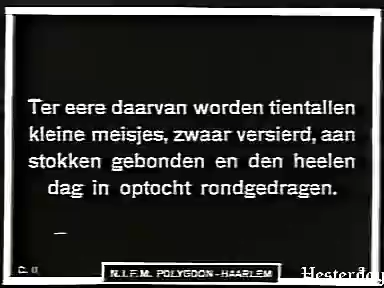 Ter eere daarvan worden tientallen
kleine meisjes, zwaar versierd, aan
stokken gebonden en den heelen
dag in optocht rondgedragen.
N.I.F.M. POLYGOON-HAARLEM
Yesterday